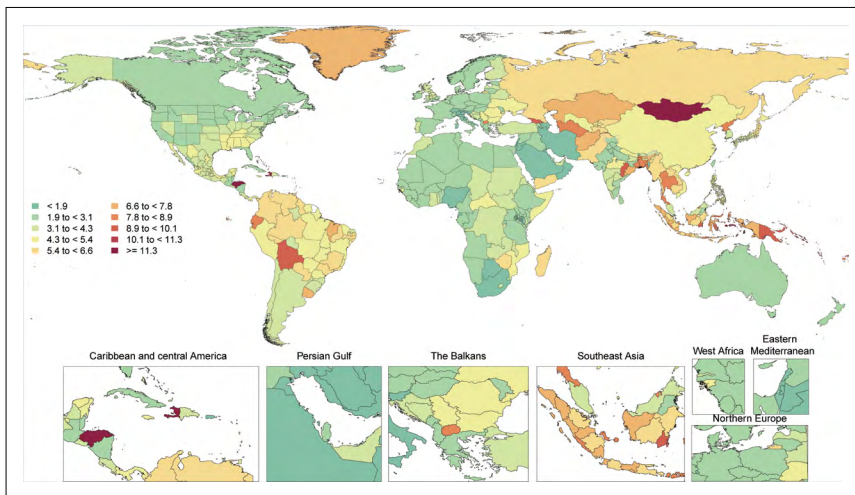 < 1.9
1.9 to < 3.1
3.1 to < 4.3
4.3 to < 5.4
5.4 to < 6.6
6.6 to < 7.8
7.8 to < 8.9
8.9 to < 10.1
10.1 to < 11.3
>= 11.3
Caribbean and central America
Persian Gulf
The Balkans
Southeast Asia
West Africa
Eastern
Mediterranean
Northern Europe